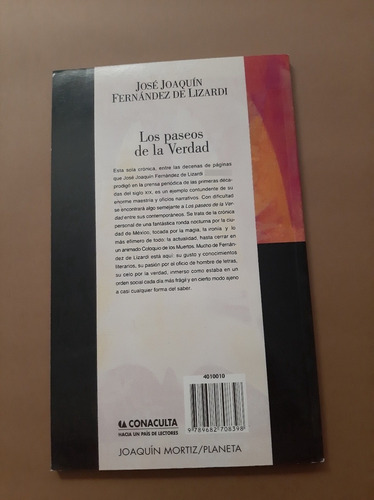 JOSÉ JOAQUÍN
FERNÁNDEZ DE LIZARDI
Los paseos
de la Verdad
Esta sola crónica, entre las decenas de páginas
que José Joaquín Fernández de Lizardi
prodigó en la prensa periódica de las primeras déca-
das del siglo XIX, es un ejemplo contundente de su
enorme maestría y oficios narrativos. Con dificultad
se encontrará algo semejante a Los paseos de la Ver-
dad entre sus contemporáneos. Se trata de la crónica
personal de una fantástica ronda nocturna por la ciu-
dad de México, focada por la magia, la ironía y lo
más efímero de todo: la actualidad, hasta cerrar en
un animado Coloquio de los Muertos. Mucho de Fernán-
dez de Lizardi está aquí: su gusto y conocimientos
literarios, su pasión por el oficio de hombre de letras,
su celo por la verdad, inmerso como estaba en un
orden social cada día más frágil y en cierto modo ajeno
a casi cualquier forma del saber.
4010010
9 789682 708398
CONACULTA
HACIA UN PAÍS DE LECTORES
JOAQUÍN MORTIZ/PLANETA